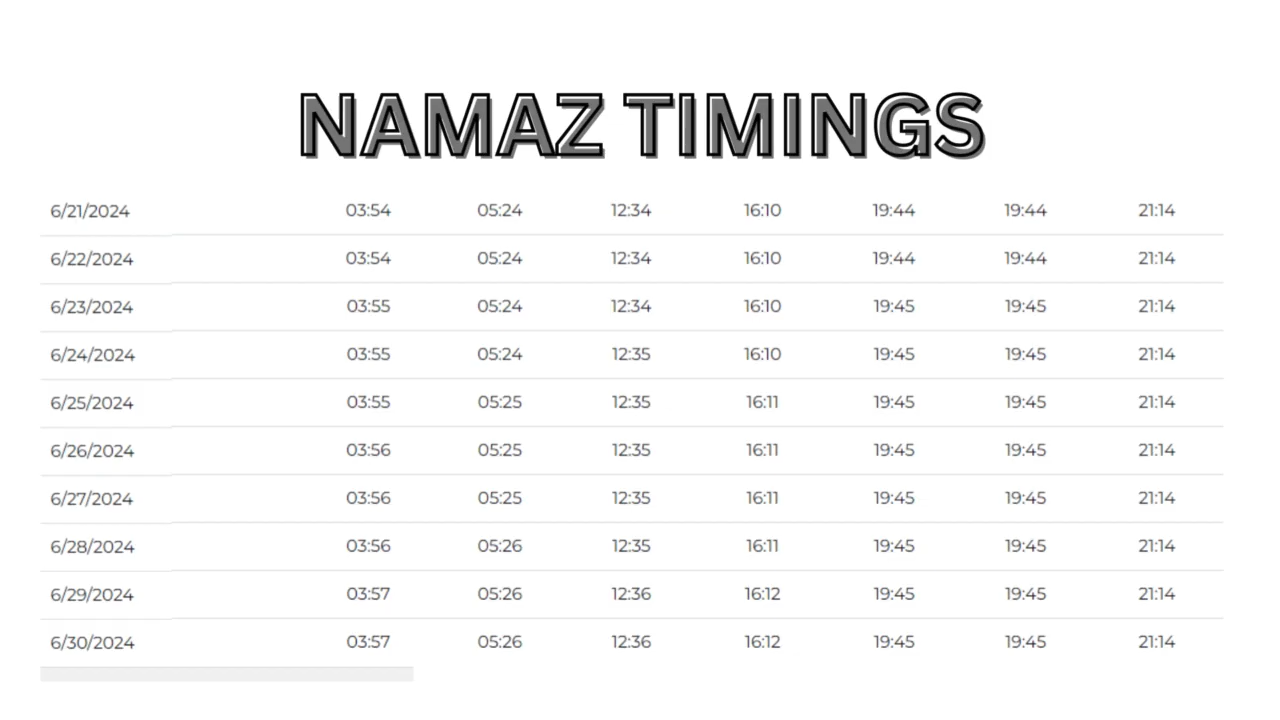 NAMAZ TIMINGS
6/21/2024 03:54 05:24 12:34 16:10 19:44 19:44 21:14
6/22/2024 03:54 05:24 12:34 16:10 19:44 19:44 21:14
6/23/2024 03:55 05:24 12:34 16:10 19:45 19:45 21:14
6/24/2024 03:55 05:24 12:35 16:10 19:45 19:45 21:14
6/25/2024 03:55 05:25 12:35 16:11 19:45 19:45 21:14
6/26/2024 03:56 05:25 12:35 16:11 19:45 19:45 21:14
6/27/2024 03:56 05:25 12:35 16:11 19:45 19:45 21:14
6/28/2024 03:56 05:26 12:35 16:11 19:45 19:45 21:14
6/29/2024 03:57 05:26 12:36 16:12 19:45 19:45 21:14
6/30/2024 03:57 05:26 12:36 16:12 19:45 19:45 21:14